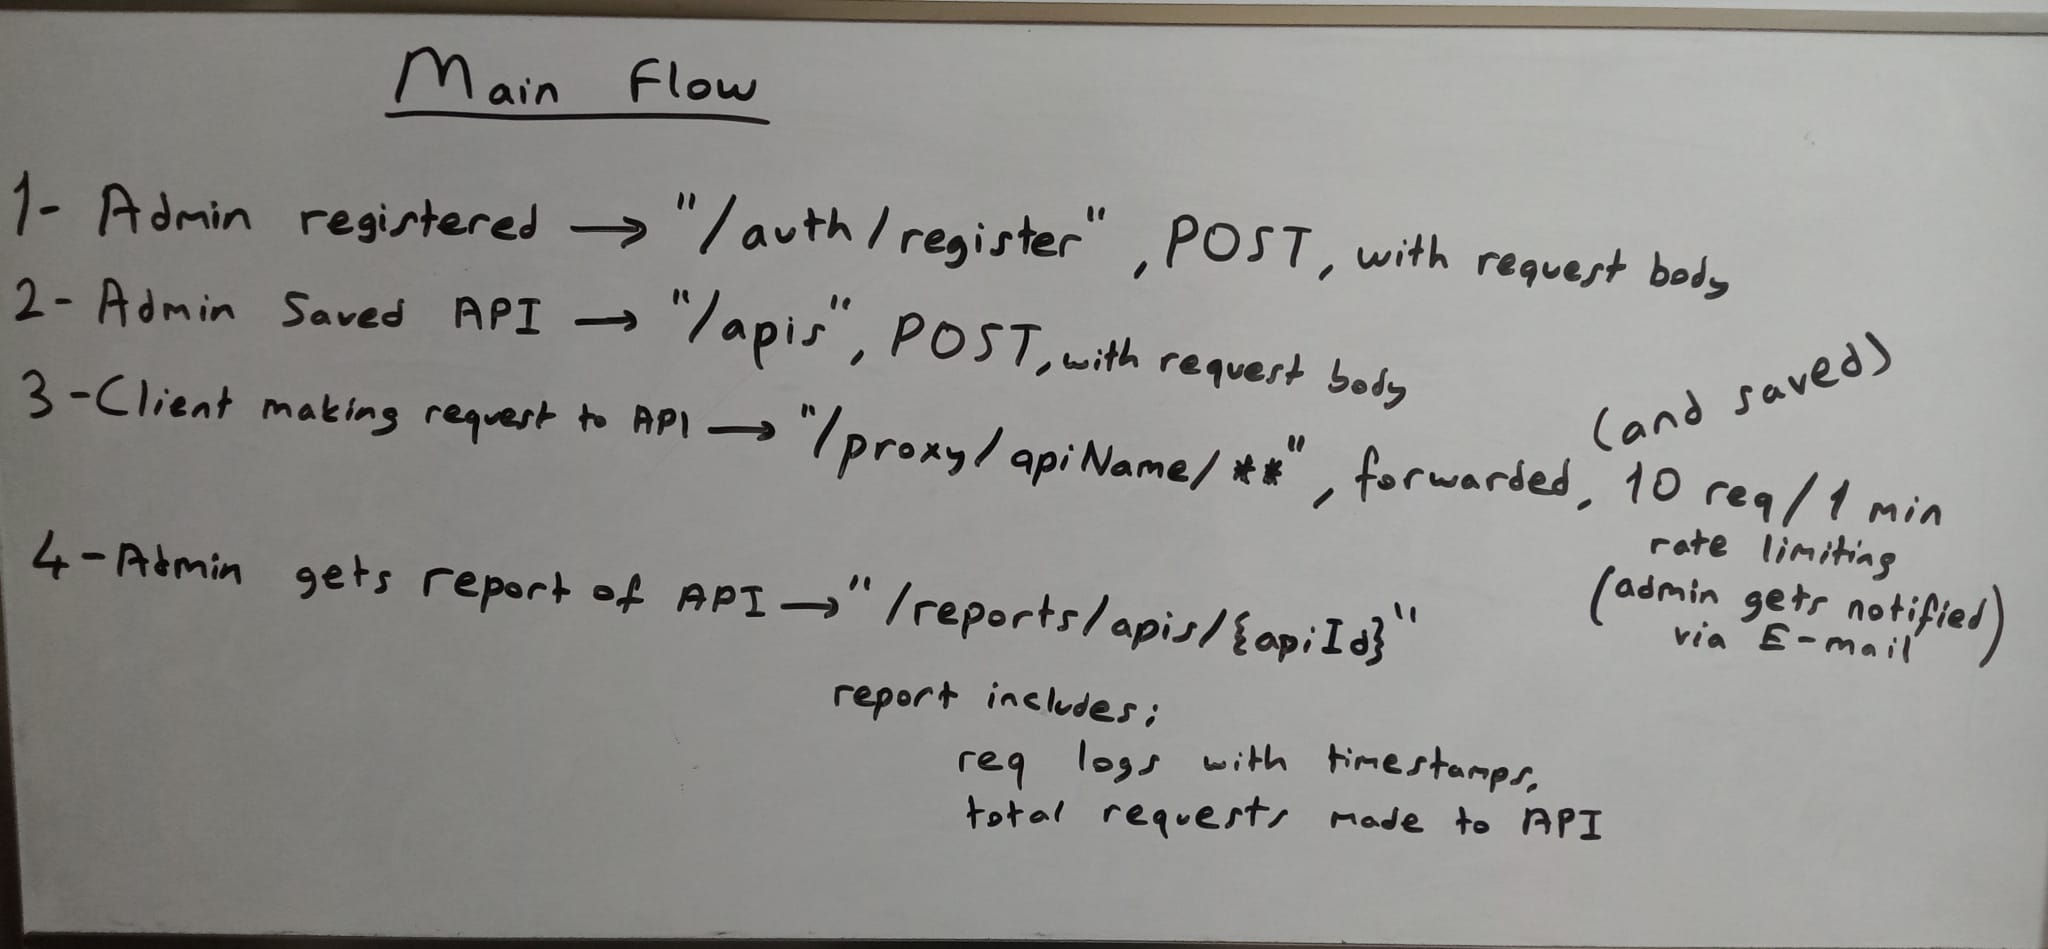 Main Flow
1- Admin registered → "/auth/register", POST, with request body
2- Admin Saved API → "/apis", POST, with request body
3-Client making request to API → "/proxy/apiName/**", forwarded, 10 req/1 min
(and saved)
rate limiting
(admin gets notified)
via E-mail
4-Admin gets report of API → "/reports/apis/{apiId}"
report includes:
req logs with timestamps,
total requests made to API